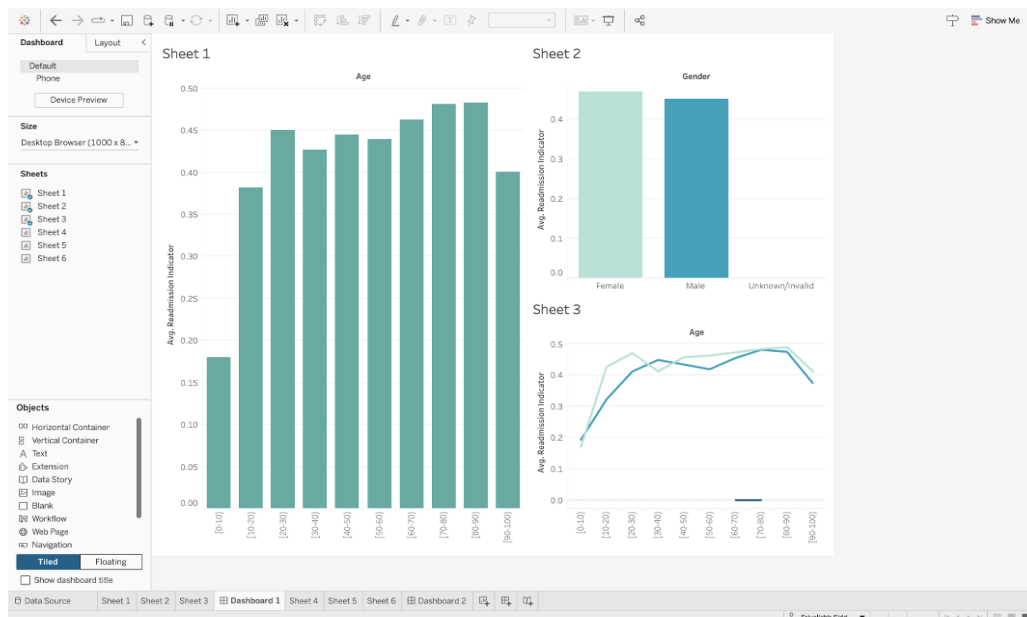 Show Me
Dashboard
Layout
<
Default
Phone
Device Preview
Size
Desktop Browser (1000 x 8...
Sheets
Sheet 1
Sheet 2
Sheet 3
Sheet 4
Sheet 5
Sheet 6
Objects
Horizontal Container
Vertical Container
A Text
Extension
Data Story
Image
Blank
Workflow
Web Page
Navigation
Tiled
Floating
Show dashboard title
Sheet 1
Age
Avg. Readmission Indicator
0.50
0.45
0.40
0.35
0.30
0.25
0.20
0.15
0.10
0.05
0.00
[0-10)
[10-20)
[20-30)
[30-40)
[40-50)
[50-60)
[60-70)
[70-80)
[80-90)
[90-100)
Sheet 2
Gender
Avg. Readmission Indicator
0.4
0.3
0.2
0.1
0.0
Female
Male
Unknown/Invalid
Sheet 3
Age
Avg. Readmission Indicator
0.5
0.4
0.3
0.2
0.1
0.0
[0-10)
[10-20)
[20-30)
[30-40)
[40-50)
[50-60)
[60-70)
[70-80)
[80-90)
[90-100)
Data Source
Sheet 1
Sheet 2
Sheet 3
Dashboard 1
Sheet 4
Sheet 5
Sheet 6
Dashboard 2